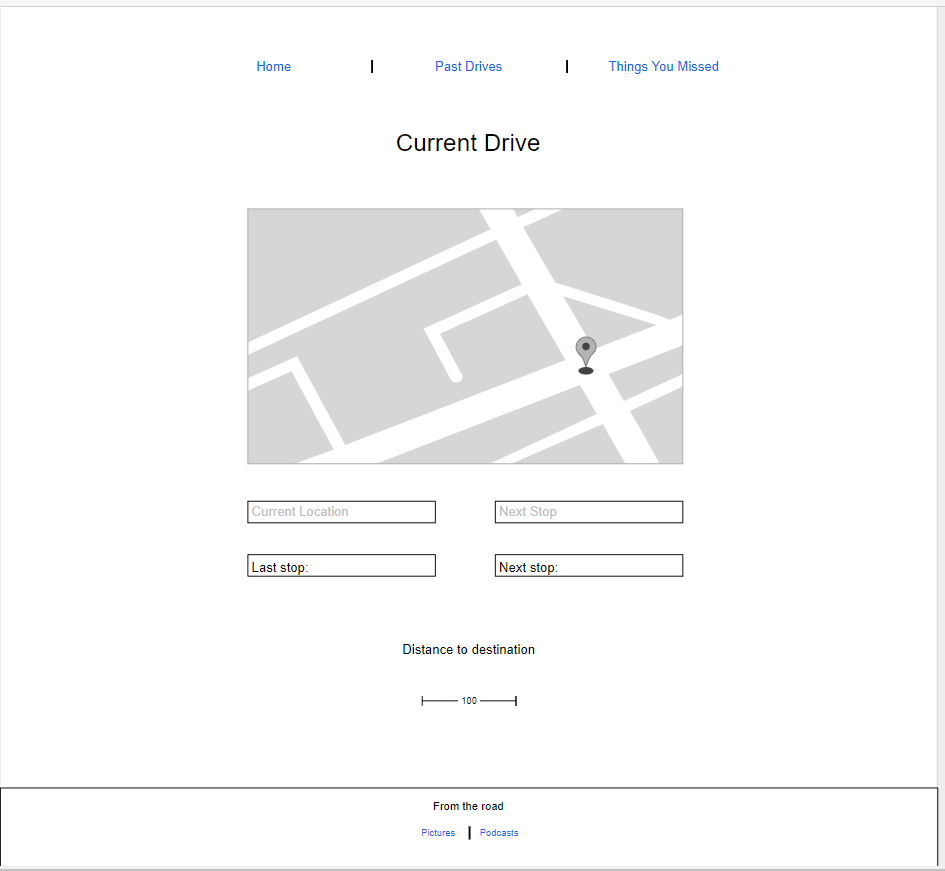 Home | Past Drives | Things You Missed
Current Drive
Current Location Next Stop
Last stop: Next stop:
Distance to destination
100
From the road
Pictures | Podcasts